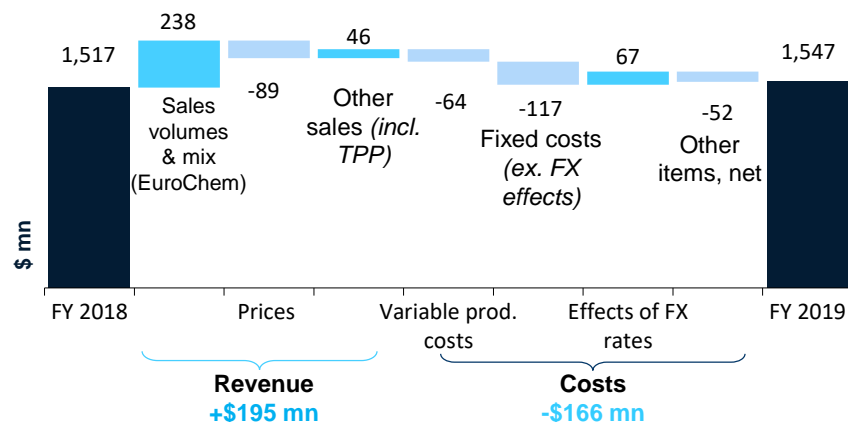 238
1,517
-89
46
-64
-117
67
-52
1,547
Sales
volumes
& mix
(EuroChem)
Other
sales (incl.
TPP)
Fixed costs
(ex. FX
effects)
Other
items, net
$ mn
FY 2018
Prices
Variable prod.
costs
Effects of FX
rates
FY 2019
Revenue
+$195 mn
Costs
-$166 mn